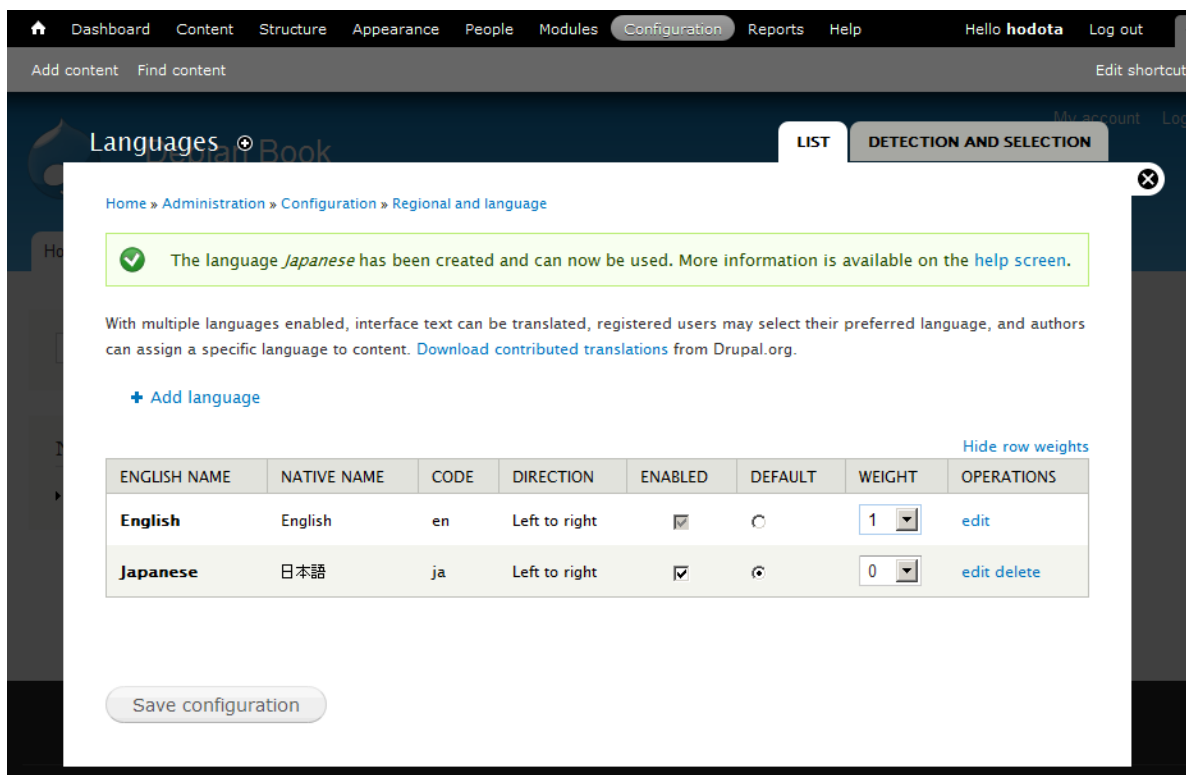 Dashboard Content Structure Appearance People Modules Configuration Reports Help Hello hodota Log out
Add content Find content Edit shortcut
My account Log
Languages
Debian Book
LIST DETECTION AND SELECTION
Home » Administration » Configuration » Regional and language
Ho
The language Japanese has been created and can now be used. More information is available on the help screen.
With multiple languages enabled, interface text can be translated, registered users may select their preferred language, and authors
can assign a specific language to content. Download contributed translations from Drupal.org.
Add language
Hide row weights
ENGLISH NAME NATIVE NAME CODE DIRECTION ENABLED DEFAULT WEIGHT OPERATIONS
English English en Left to right 1 edit
Japanese 日本語 ja Left to right 0 edit delete
Save configuration